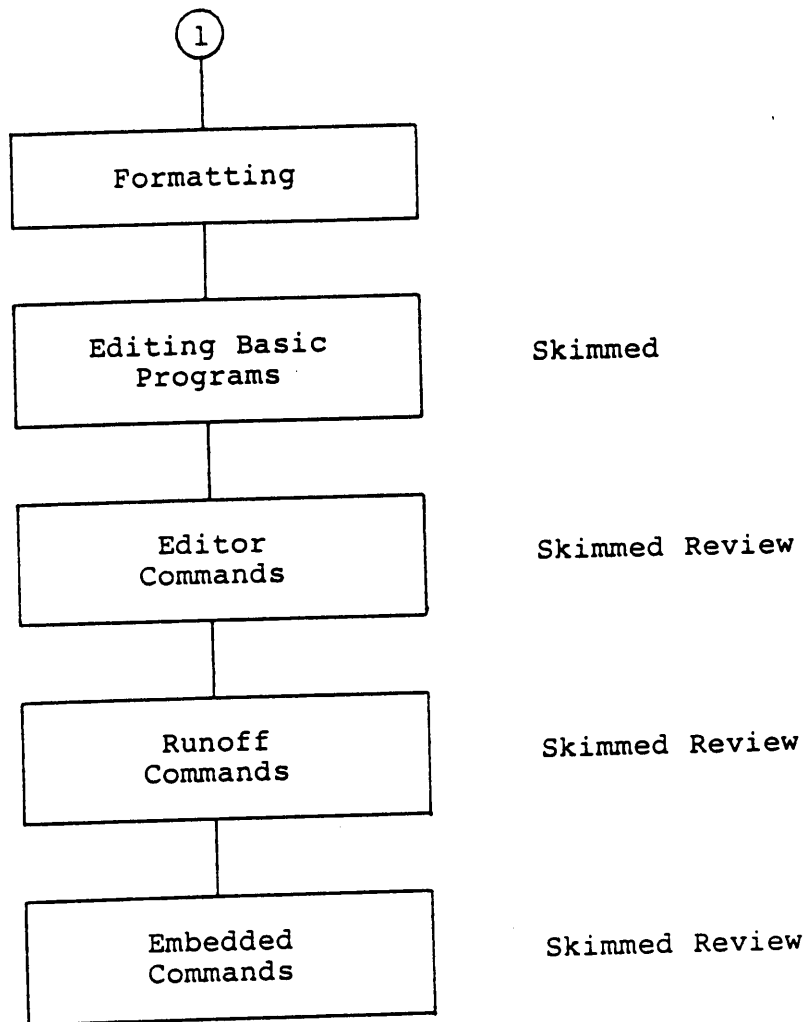 1
Formatting
Editing Basic
Programs
Skimmed
Editor
Commands
Skimmed Review
Runoff
Commands
Skimmed Review
Embedded
Commands
Skimmed Review